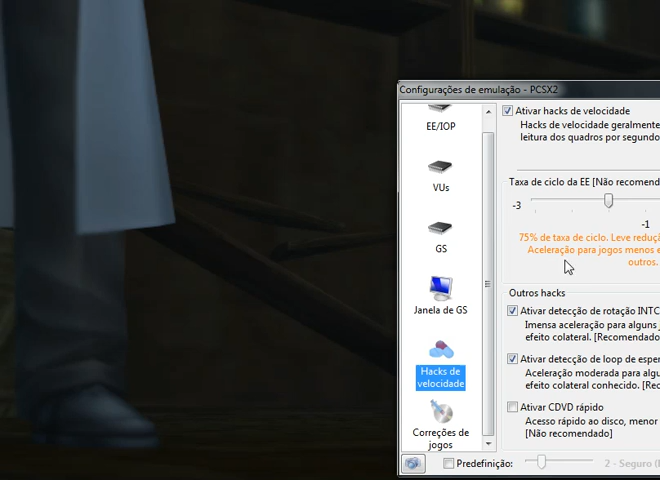 Configurações de emulação - PCSX2
EE/IOP
VUs
GS
Janela de GS
Hacks de
velocidade
Correções de
jogos
Ativar hacks de velocidade
Hacks de velocidade geralmente
leitura dos quadros por segundo
Taxa de ciclo da EE [Não recomend
-3
-1
75% de taxa de ciclo. Leve reduç
Aceleração para jogos menos e
outros.
Outros hacks
Ativar detecção de rotação INTC
Imensa aceleração para alguns j
efeito colateral. [Recomendado
Ativar detecção de loop de esper
Aceleração moderada para algu
efeito colateral conhecido. [Rec
Ativar CDVD rápido
Acesso rápido ao disco, menor
[Não recomendado]
Predefinição:
2 - Seguro (